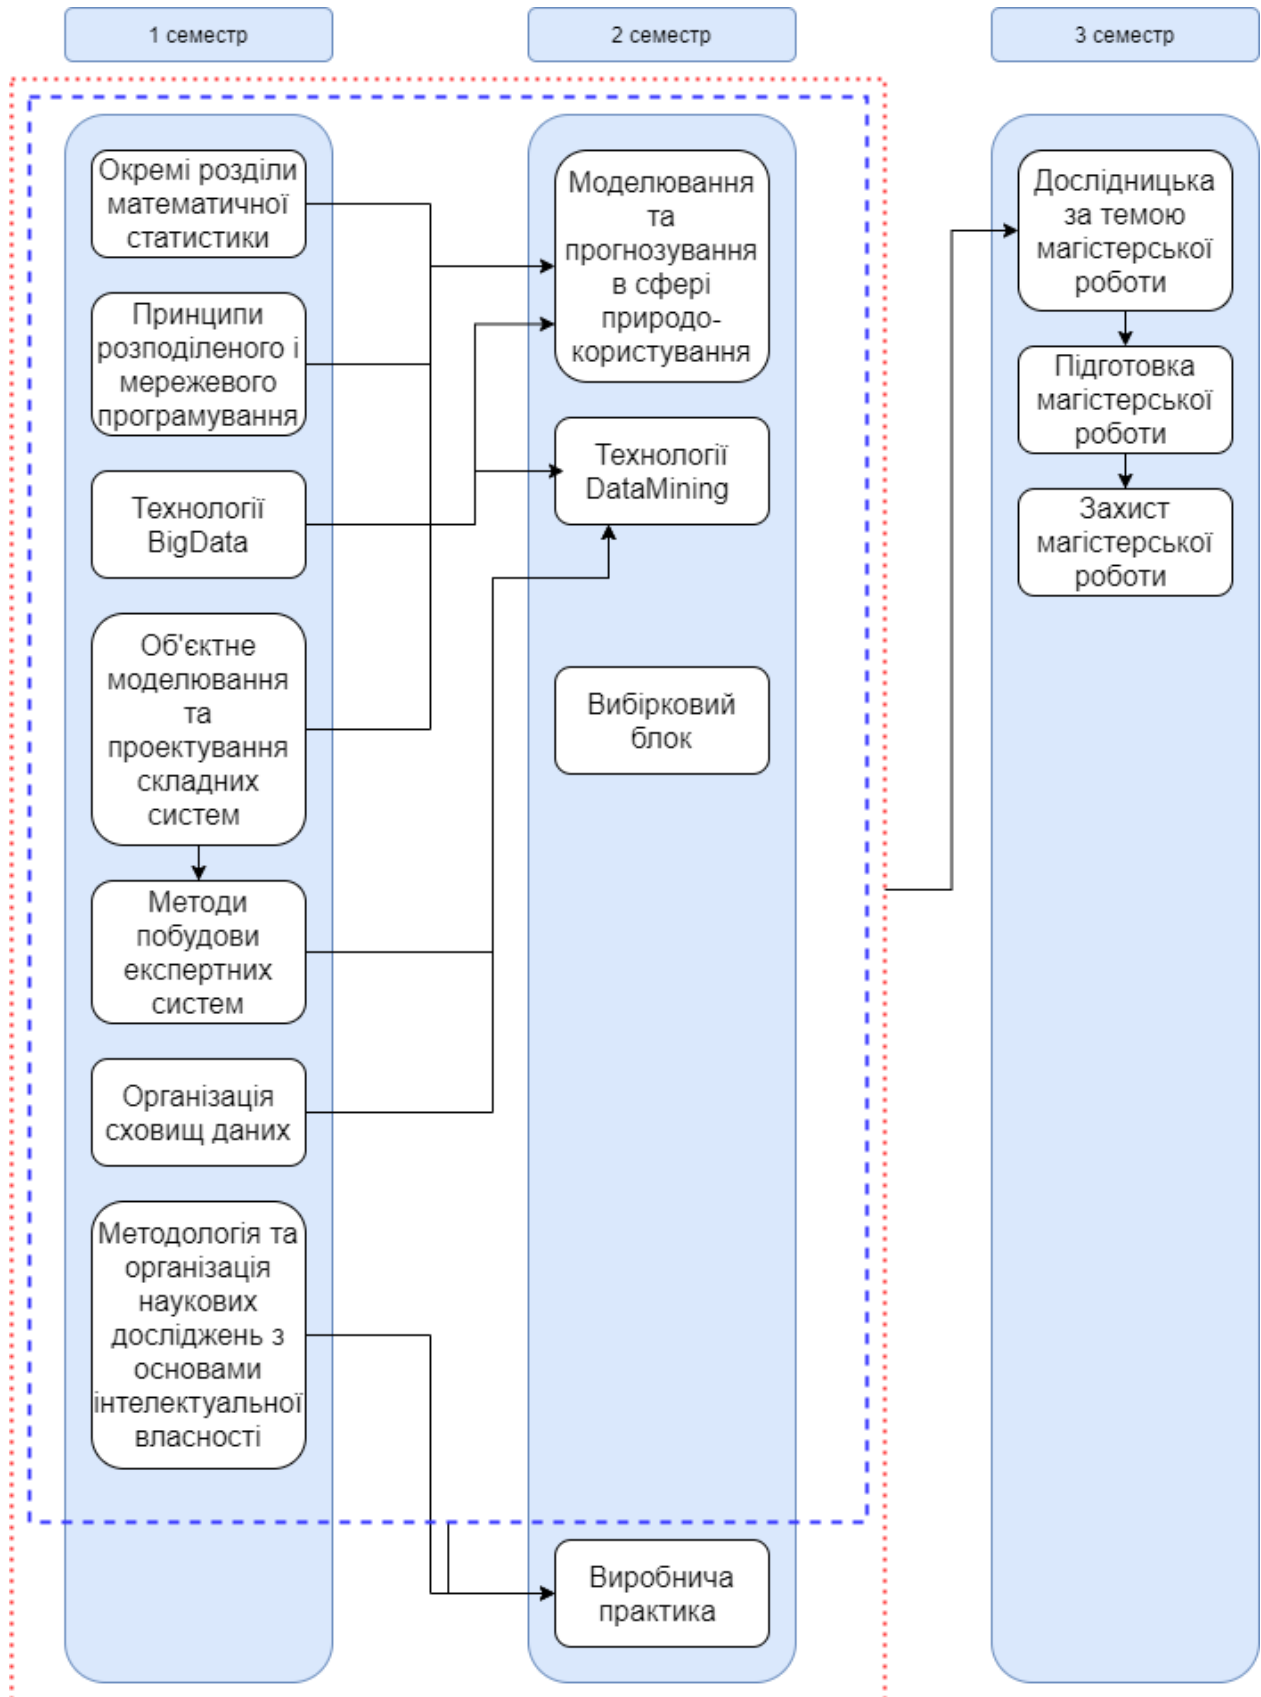 1 семестр
2 семестр
3 семестр
Окремі розділи
математичної
статистики
Принципи
розподіленого і
мережевого
програмування
Технології
BigData
Об'єктне
моделювання
та
проектування
складних
систем
Методи
побудови
експертних
систем
Організація
сховищ даних
Методологія та
організація
наукових
досліджень з
основами
інтелектуальної
власності
Моделювання
та
прогнозування
в сфері
природо-
користування
Технології
DataMining
Вибірковий
блок
Виробнича
практика
Дослідницька
за темою
магістерської
роботи
Підготовка
магістерської
роботи
Захист
магістерської
роботи